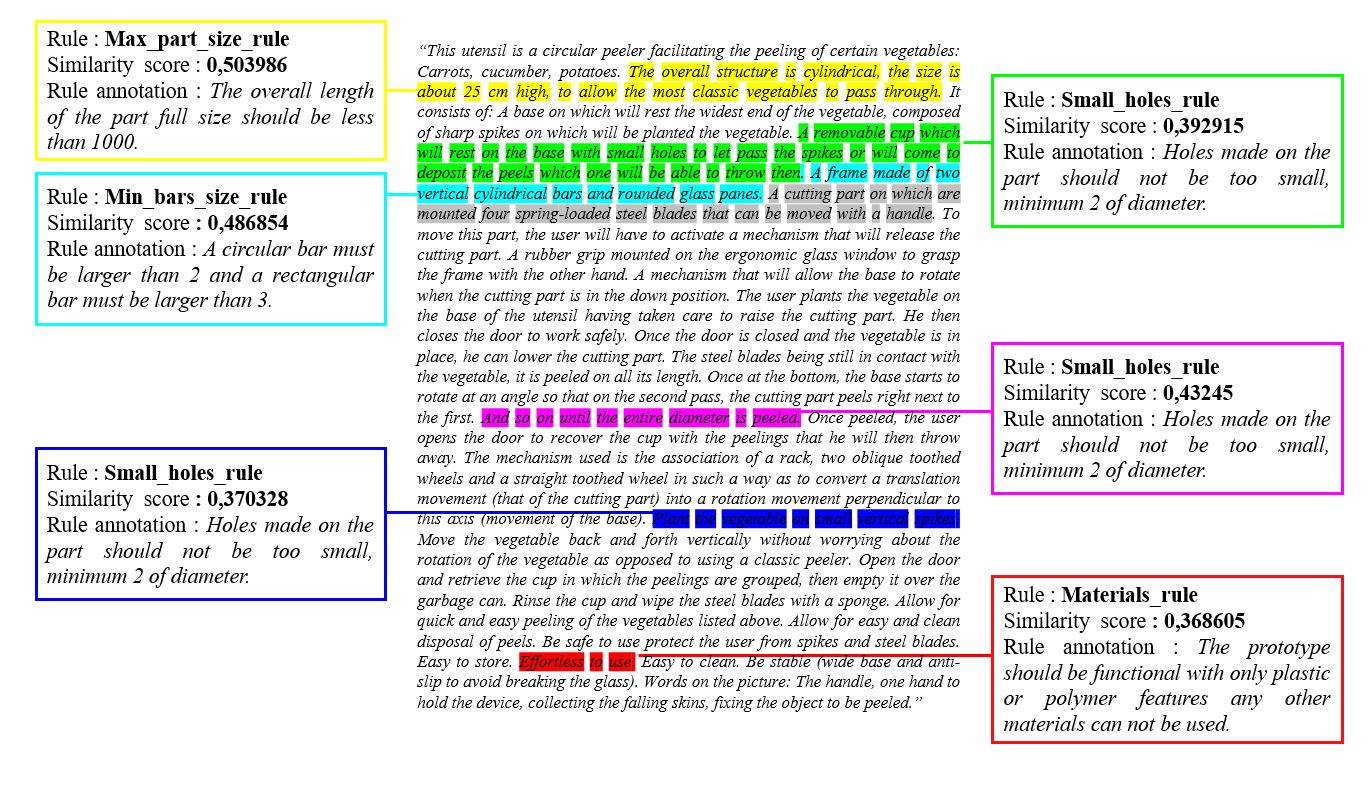 Rule : Max_part_size_rule
Similarity score : 0,503986
Rule annotation : The overall length
of the part full size should be less
than 1000.
Rule : Min_bars_size_rule
Similarity score : 0,486854
Rule annotation : A circular bar must
be larger than 2 and a rectangular
bar must be larger than 3.
Rule : Small_holes_rule
Similarity score : 0,370328
Rule annotation : Holes made on the
part should not be too small,
minimum 2 of diameter.
“This utensil is a circular peeler facilitating the peeling of certain vegetables:
Carrots, cucumber, potatoes. The overall structure is cylindrical, the size is
about 25 cm high, to allow the most classic vegetables to pass through. It
consists of: A base on which will rest the widest end of the vegetable, composed
of sharp spikes on which will be planted the vegetable. A removable cup which
will rest on the base with small holes to let pass the spikes or will come to
deposit the peels which one will be able to throw then. A frame made of two
vertical cylindrical bars and rounded glass panes. A cutting part on which are
mounted four spring-loaded steel blades that can be moved with a handle. To
move this part, the user will have to activate a mechanism that will release the
cutting part. A rubber grip mounted on the ergonomic glass window to grasp
the frame with the other hand. A mechanism that will allow the base to rotate
when the cutting part is in the down position. The user plants the vegetable on
the base of the utensil having taken care to raise the cutting part. He then
closes the door to work safely. Once the door is closed and the vegetable is in
place, he can lower the cutting part. The steel blades being still in contact with
the vegetable, it is peeled on all its length. Once at the bottom, the base starts to
rotate at an angle so that on the second pass, the cutting part peels right next to
the first. And so on until the entire diameter is peeled. Once peeled, the user
opens the door to recover the cup with the peelings that he will then throw
away. The mechanism used is the association of a rack, two oblique toothed
wheels and a straight toothed wheel in such a way as to convert a translation
movement (that of the cutting part) into a rotation movement perpendicular to
this axis (movement of the base). Plant the vegetable on small vertical spikes.
Move the vegetable back and forth vertically without worrying about the
rotation of the vegetable as opposed to using a classic peeler. Open the door
and retrieve the cup in which the peelings are grouped, then empty it over the
garbage can. Rinse the cup and wipe the steel blades with a sponge. Allow for
quick and easy peeling of the vegetables listed above. Allow for easy and clean
disposal of peels. Be safe to use protect the user from spikes and steel blades.
Easy to store. Effortless to use. Easy to clean. Be stable (wide base and anti-
slip to avoid breaking the glass). Words on the picture: The handle, one hand to
hold the device, collecting the falling skins, fixing the object to be peeled.”
Rule : Small_holes_rule
Similarity score : 0,392915
Rule annotation : Holes made on the
part should not be too small,
minimum 2 of diameter.
Rule : Small_holes_rule
Similarity score : 0,43245
Rule annotation : Holes made on the
part should not be too small,
minimum 2 of diameter.
Rule : Materials_rule
Similarity score : 0,368605
Rule annotation : The prototype
should be functional with only plastic
or polymer features any other
materials can not be used.